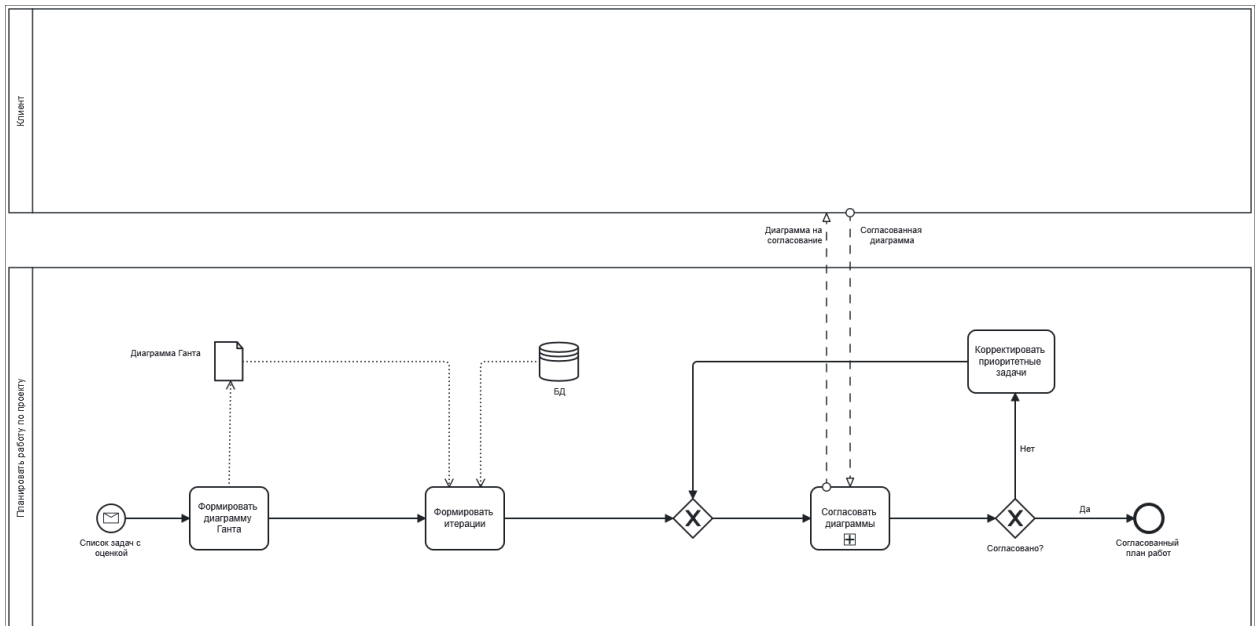 Клиент
Диаграмма на
согласование
Согласованная
диаграмма
Планировать работу по проекту
Диаграмма Ганта
БД
Корректировать
приоритетные
задачи
Нет
Список задач с
оценкой
Формировать
диаграмму
Ганта
Формировать
итерации
X
Согласовать
диаграммы
X
Согласовано?
Да
Согласованный
план работ